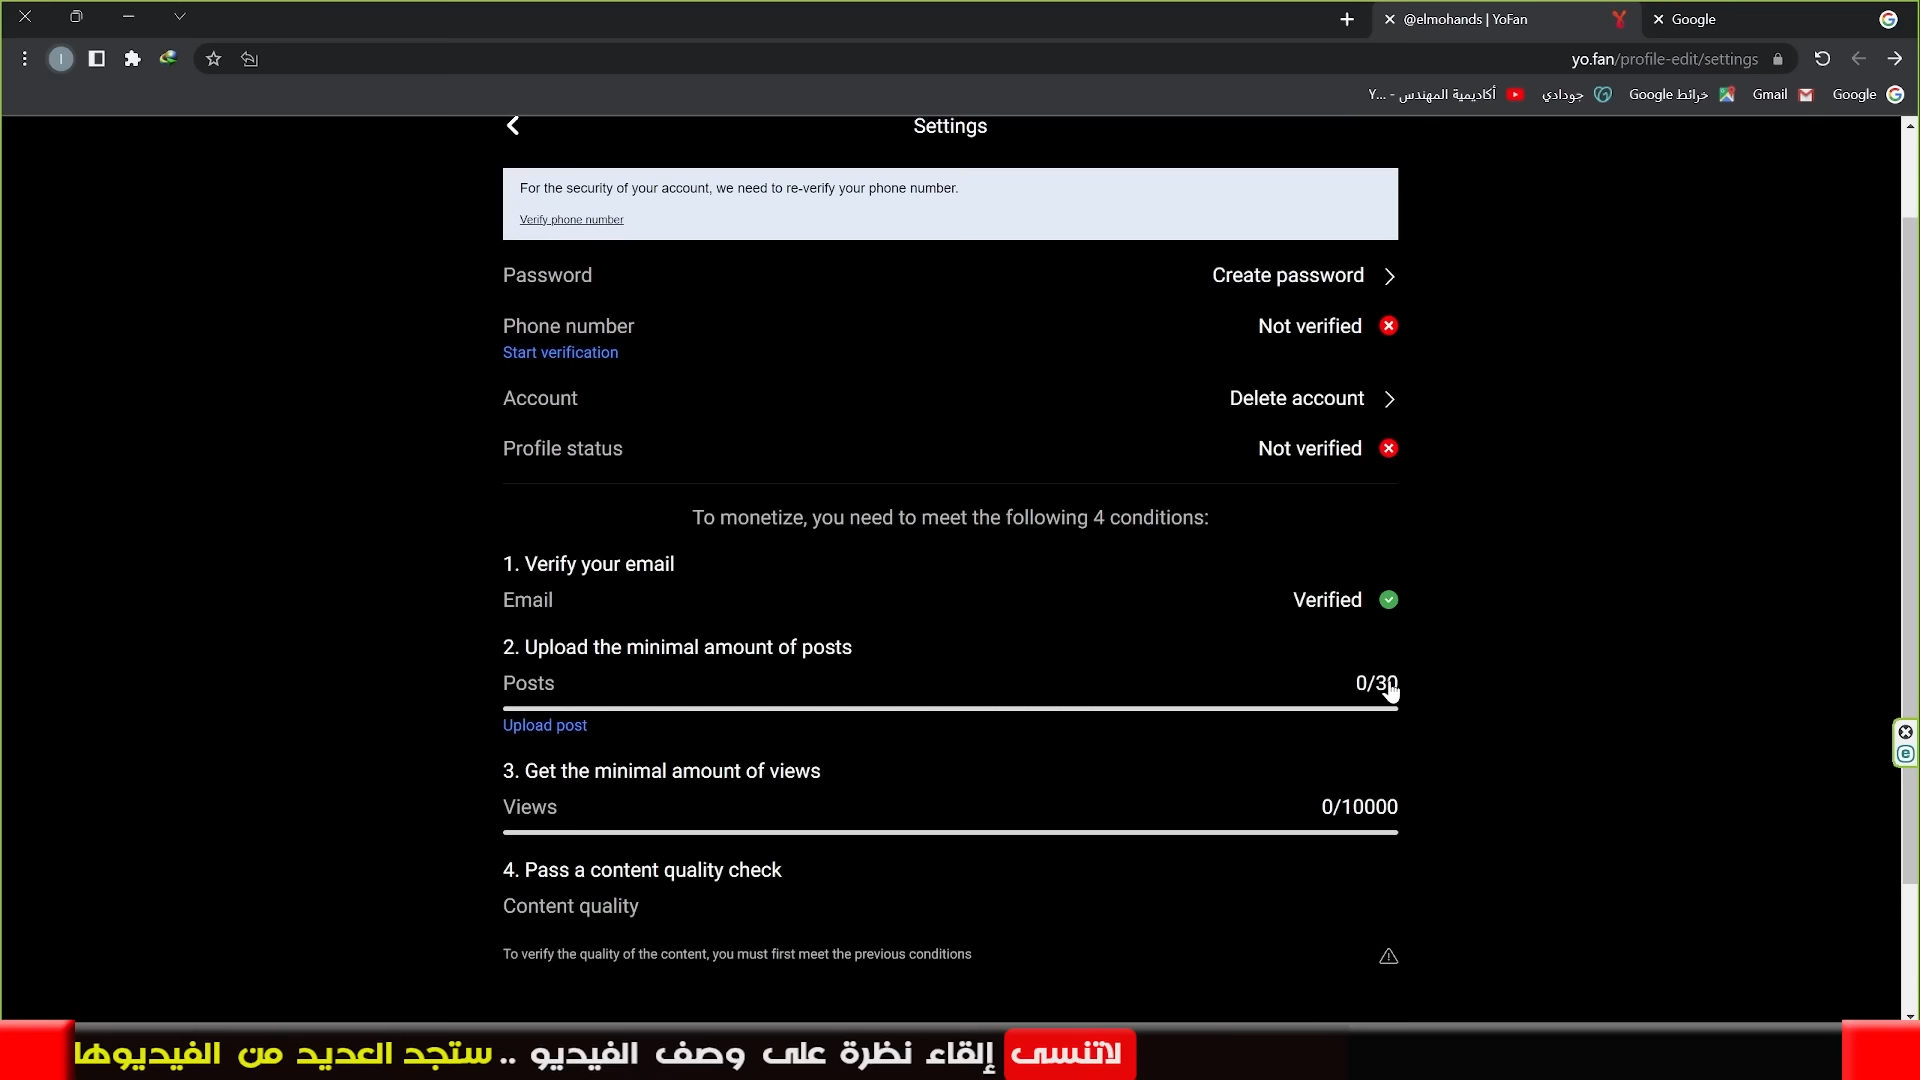 @elmohands | YoFan
Google
I
yo.fan/profile-edit/settings
أكاديمية المهندس - Y...
جودادي
خرائط Google
Gmail
Google
Settings
For the security of your account, we need to re-verify your phone number.
Verify phone number
Password
Create password
Phone number
Not verified
Start verification
Account
Delete account
Profile status
Not verified
To monetize, you need to meet the following 4 conditions:
1. Verify your email
Email
Verified
2. Upload the minimal amount of posts
Posts
0/30
Upload post
3. Get the minimal amount of views
Views
0/10000
4. Pass a content quality check
Content quality
To verify the quality of the content, you must first meet the previous conditions
لاتنسى إلقاء نظرة على وصف الفيديو .. ستجد العديد من الفيديوها